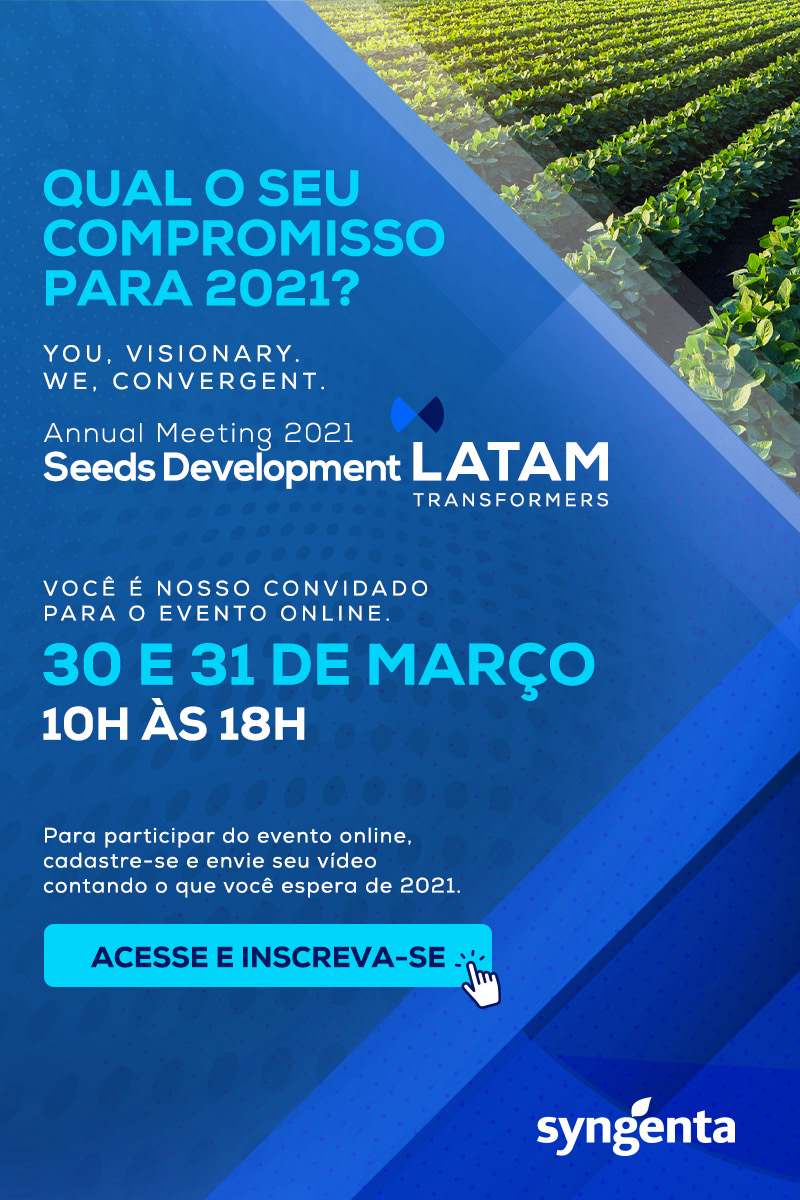 QUAL O SEU
COMPROMISSO
PARA 2021?
YOU, VISIONARY.
WE, CONVERGENT.
Annual Meeting 2021
Seeds Development LATAM
TRANSFORMERS
VOCÊ É NOSSO CONVIDADO
PARA O EVENTO ONLINE.
30 E 31 DE MARÇO
10H ÀS 18H
Para participar do evento online,
cadastre-se e envie seu vídeo
contando o que você espera de 2021.
ACESSE E INSCREVA-SE
syngenta